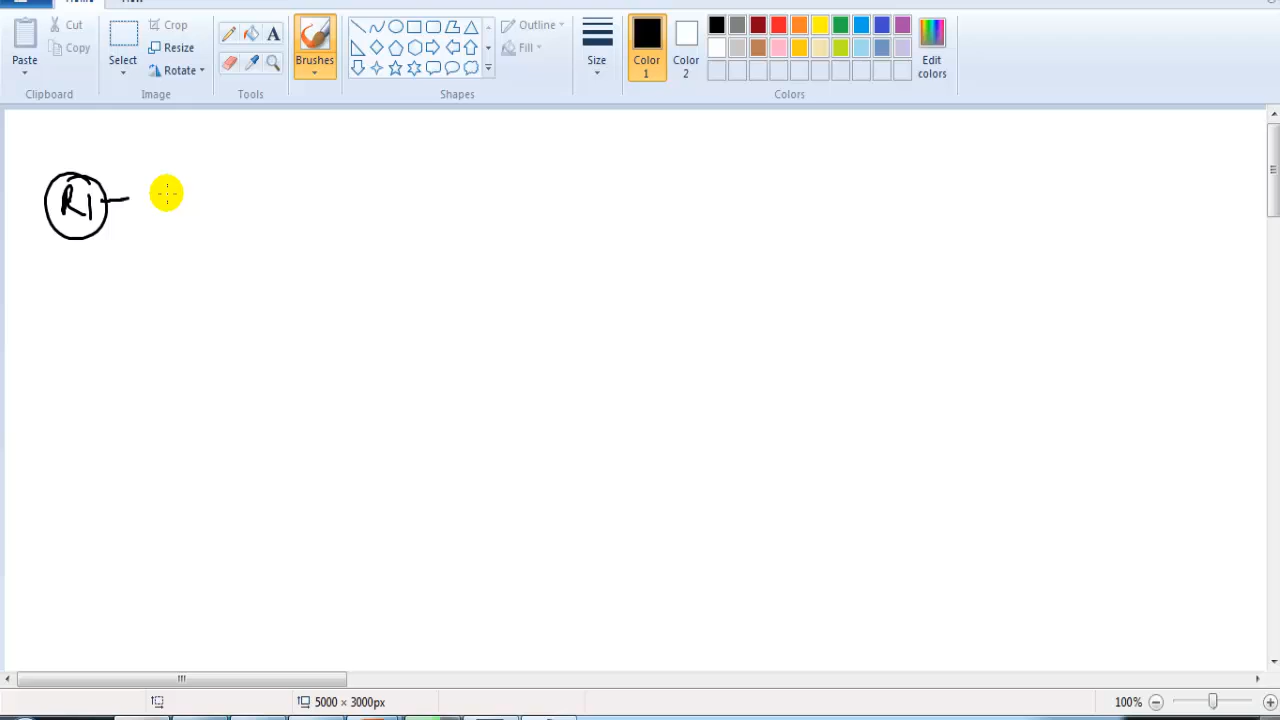 Cut
Copy
Paste
Clipboard
Select
Crop
Resize
Rotate
Image
A
Tools
Brushes
Outline
Fill
Shapes
Size
Color
1
Color
2
Edit
colors
Colors
R1
5000 × 3000px
100%